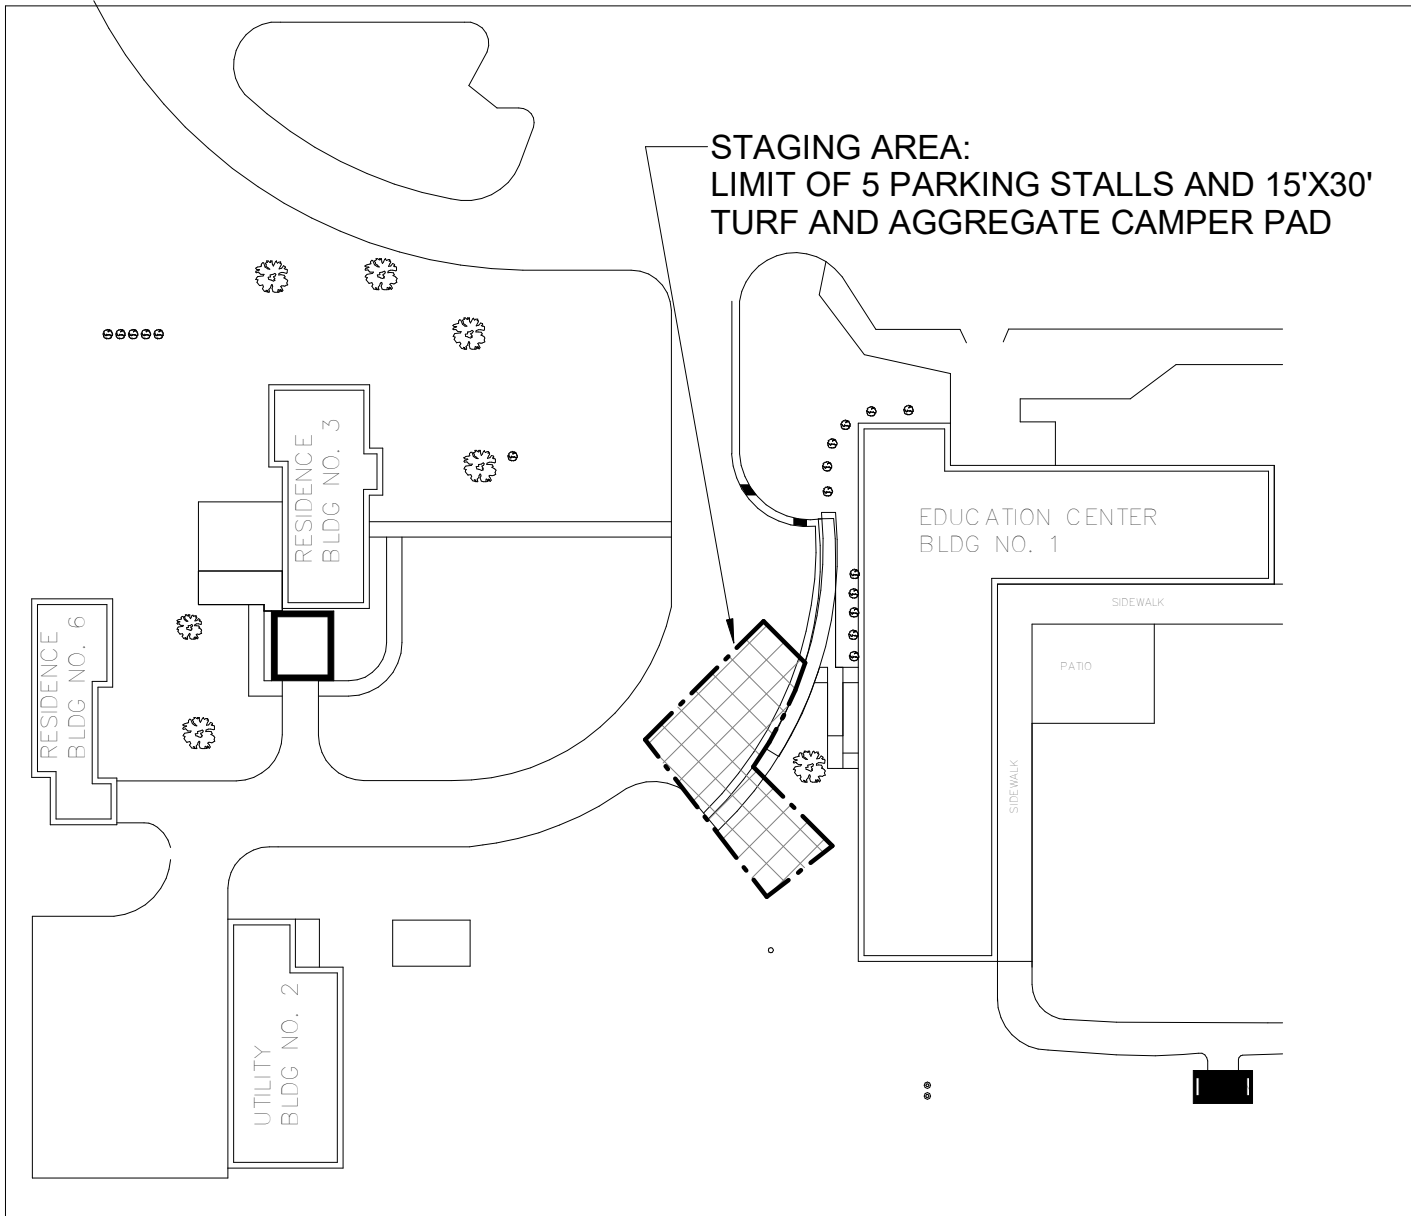 STAGING AREA:
LIMIT OF 5 PARKING STALLS AND 15'X30'
TURF AND AGGREGATE CAMPER PAD
RESIDENCE
BLDG NO. 3
EDUCATION CENTER
BLDG NO. 1
SIDEWALK
PATIO
RESIDENCE
BLDG NO. 6
SIDEWALK
UTILITY
BLDG NO. 2